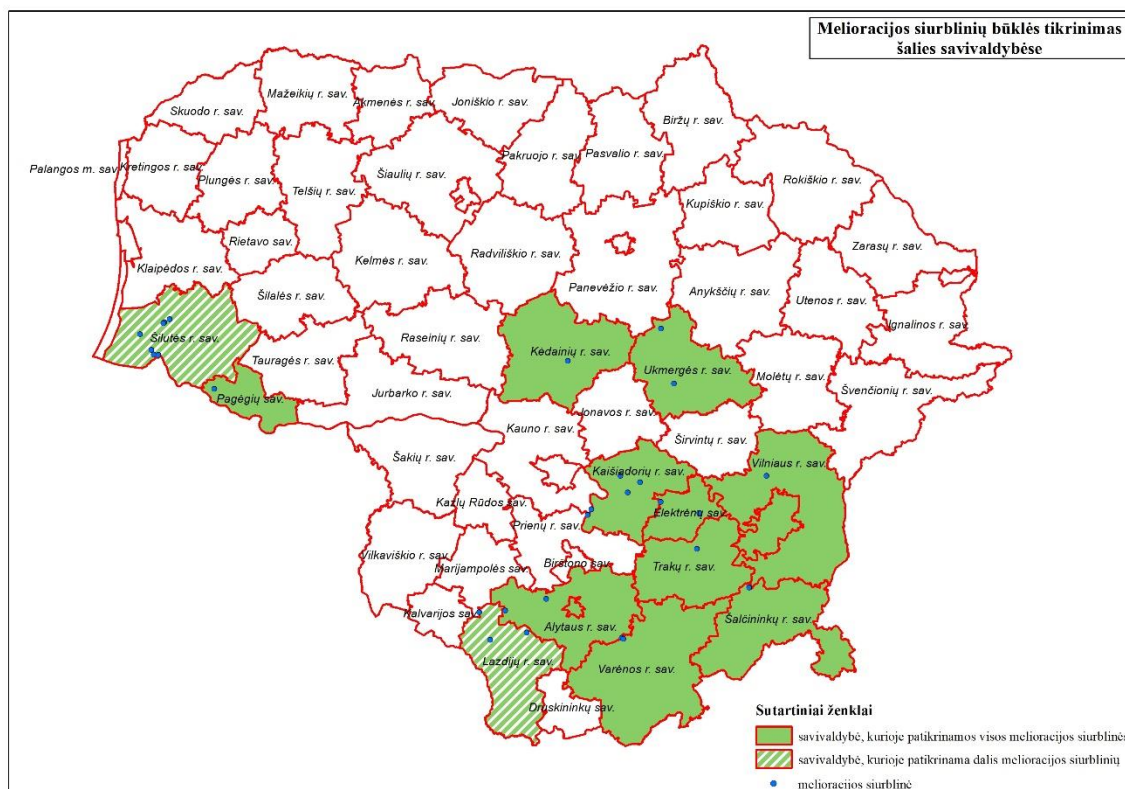 Melioracijos siurblinių būklės tikrinimas
šalies savivaldybėse
Mažeikių r. sav.
Skuodo r. sav.
Akmenės r. sav.
Joniškio r. sav.
Biržų r. sav.
Palangos m. sav.
Kretingos r. sav.
Plungės r. sav.
Telšių r. sav.
Šiaulių r. sav.
Pakruojo r. sav.
Pasvalio r. sav.
Rokiškio r. sav.
Kupiškio r. sav.
Rietavo sav.
Klaipėdos r. sav.
Kelmės r. sav.
Radviliškio r. sav.
Zarasų r. sav.
Šilalės r. sav.
Panevėžio r. sav.
Anykščių r. sav.
Utenos r. sav.
Ignalinos r. sav.
Šilutės r. sav.
Raseinių r. sav.
Tauragės r. sav.
Kėdainių r. sav.
Ukmergės r. sav.
Molėtų r. sav.
Švenčionių r. sav.
Pagėgių sav.
Jurbarko r. sav.
Jonavos r. sav.
Kauno r. sav.
Širvintų r. sav.
Šakių r. sav.
Kaišiadorių r. sav.
Vilniaus r. sav.
Kazlų Rūdos sav.
Elektrėnų sav.
Prienų r. sav.
Vilkaviškio r. sav.
Marijampolės sav.
Birštono sav.
Trakų r. sav.
Kalvarijos sav.
Alytaus r. sav.
Šalčininkų r. sav.
Lazdijų r. sav.
Varėnos r. sav.
Druskininkų sav.
Sutartiniai ženklai
savivaldybė, kurioje patikrinamos visos melioracijos siurblinės
savivaldybė, kurioje patikrinama dalis melioracijos siurblinių
melioracijos siurblinė